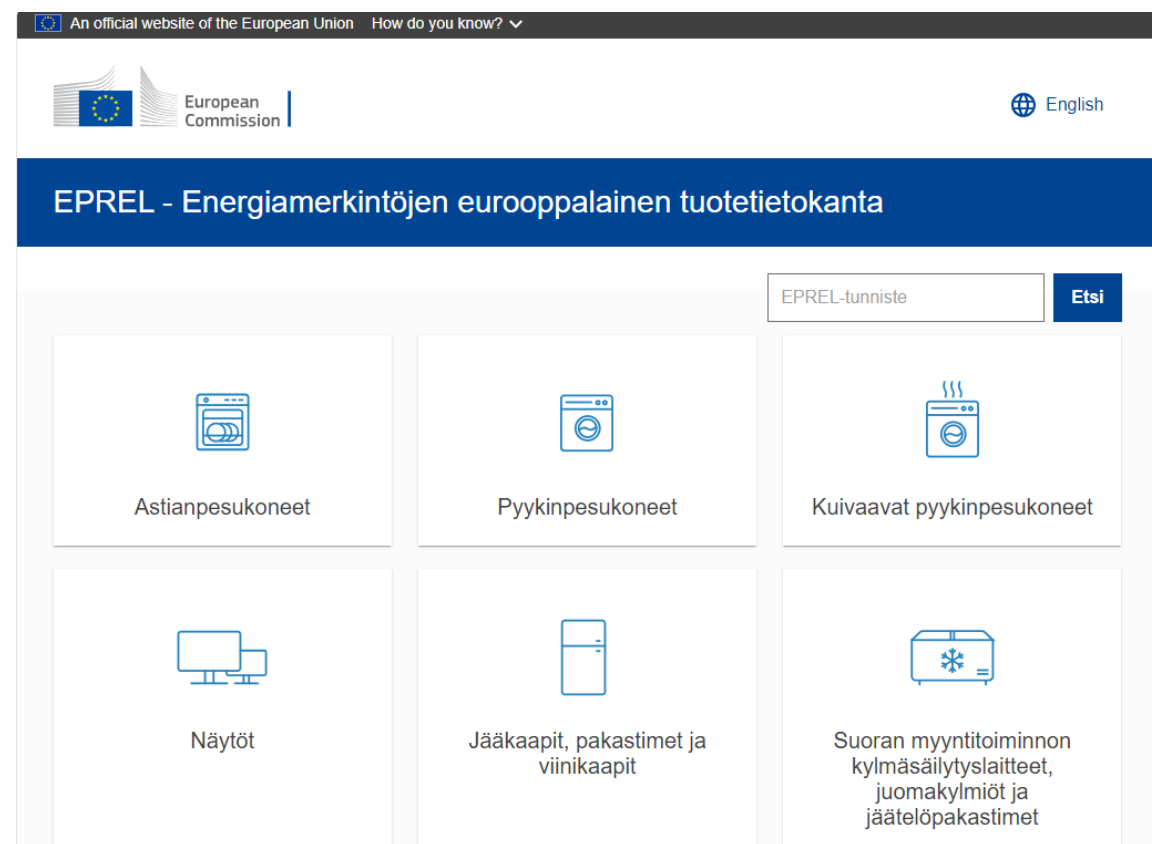 An official website of the European Union How do you know?
European
Commission
English
EPREL - Energiamerkintöjen eurooppalainen tuotetietokanta
EPREL-tunniste
Etsi
Astianpesukoneet
Pyykinpesukoneet
Kuivaavat pyykinpesukoneet
Näytöt
Jääkaapit, pakastimet ja
viinikaapit
Suoran myyntitoiminnon
kylmäsäilytyslaitteet,
juomakylmiöt ja
jäätelöpakastimet